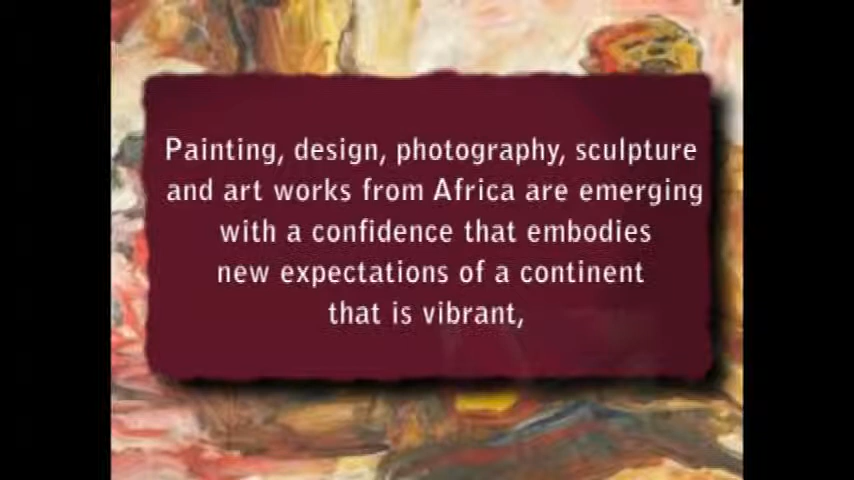 Painting, design, photography, sculpture
and art works from Africa are emerging
with a confidence that embodies
new expectations of a continent
that is vibrant,